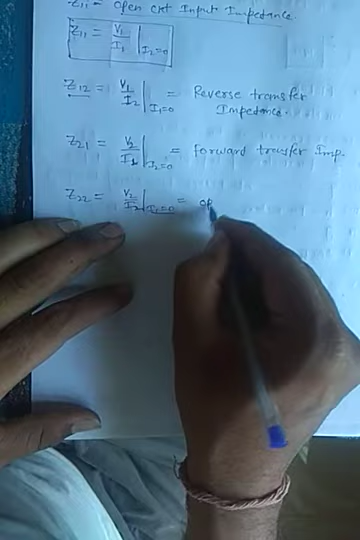 Z11 = open ckt Input Impedance.
Z11 = V1/I1 | I2=0
Z12 = V1/I2 | I1=0 = Reverse transfer Impedance.
Z21 = V2/I1 | I2=0 = forward transfer Imp.
Z22 = V2/I2 | I1=0 = op